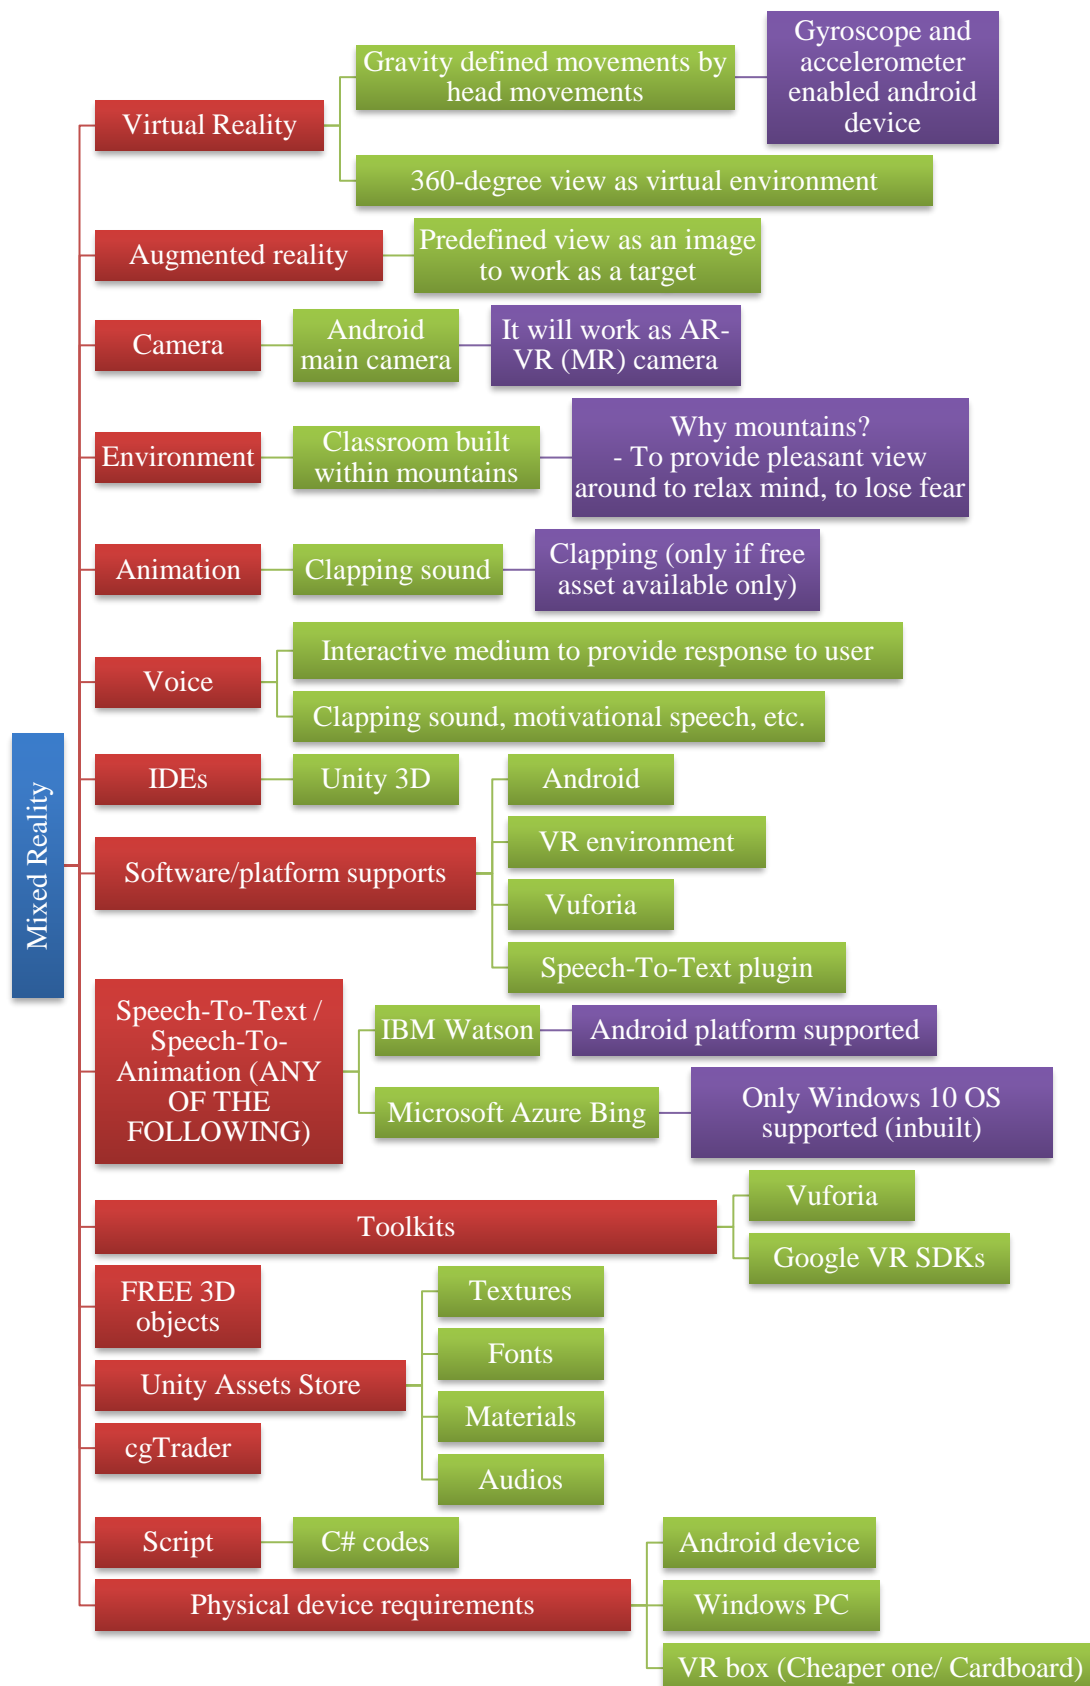 Mixed Reality
Virtual Reality
Gravity defined movements by
head movements
Gyroscope and
accelerometer
enabled android
device
360-degree view as virtual environment
Augmented reality
Predefined view as an image
to work as a target
Camera
Android
main camera
It will work as AR-
VR (MR) camera
Environment
Classroom built
within mountains
Why mountains?
- To provide pleasant view
around to relax mind, to lose fear
Animation
Clapping sound
Clapping (only if free
asset available only)
Voice
Interactive medium to provide response to user
Clapping sound, motivational speech, etc.
IDEs
Unity 3D
Software/platform supports
Android
VR environment
Vuforia
Speech-To-Text plugin
Speech-To-Text /
Speech-To-
Animation (ANY
OF THE
FOLLOWING)
IBM Watson
Android platform supported
Microsoft Azure Bing
Only Windows 10 OS
supported (inbuilt)
Toolkits
Vuforia
Google VR SDKs
FREE 3D
objects
Unity Assets Store
Textures
Fonts
Materials
Audios
cgTrader
Script
C# codes
Physical device requirements
Android device
Windows PC
VR box (Cheaper one/ Cardboard)